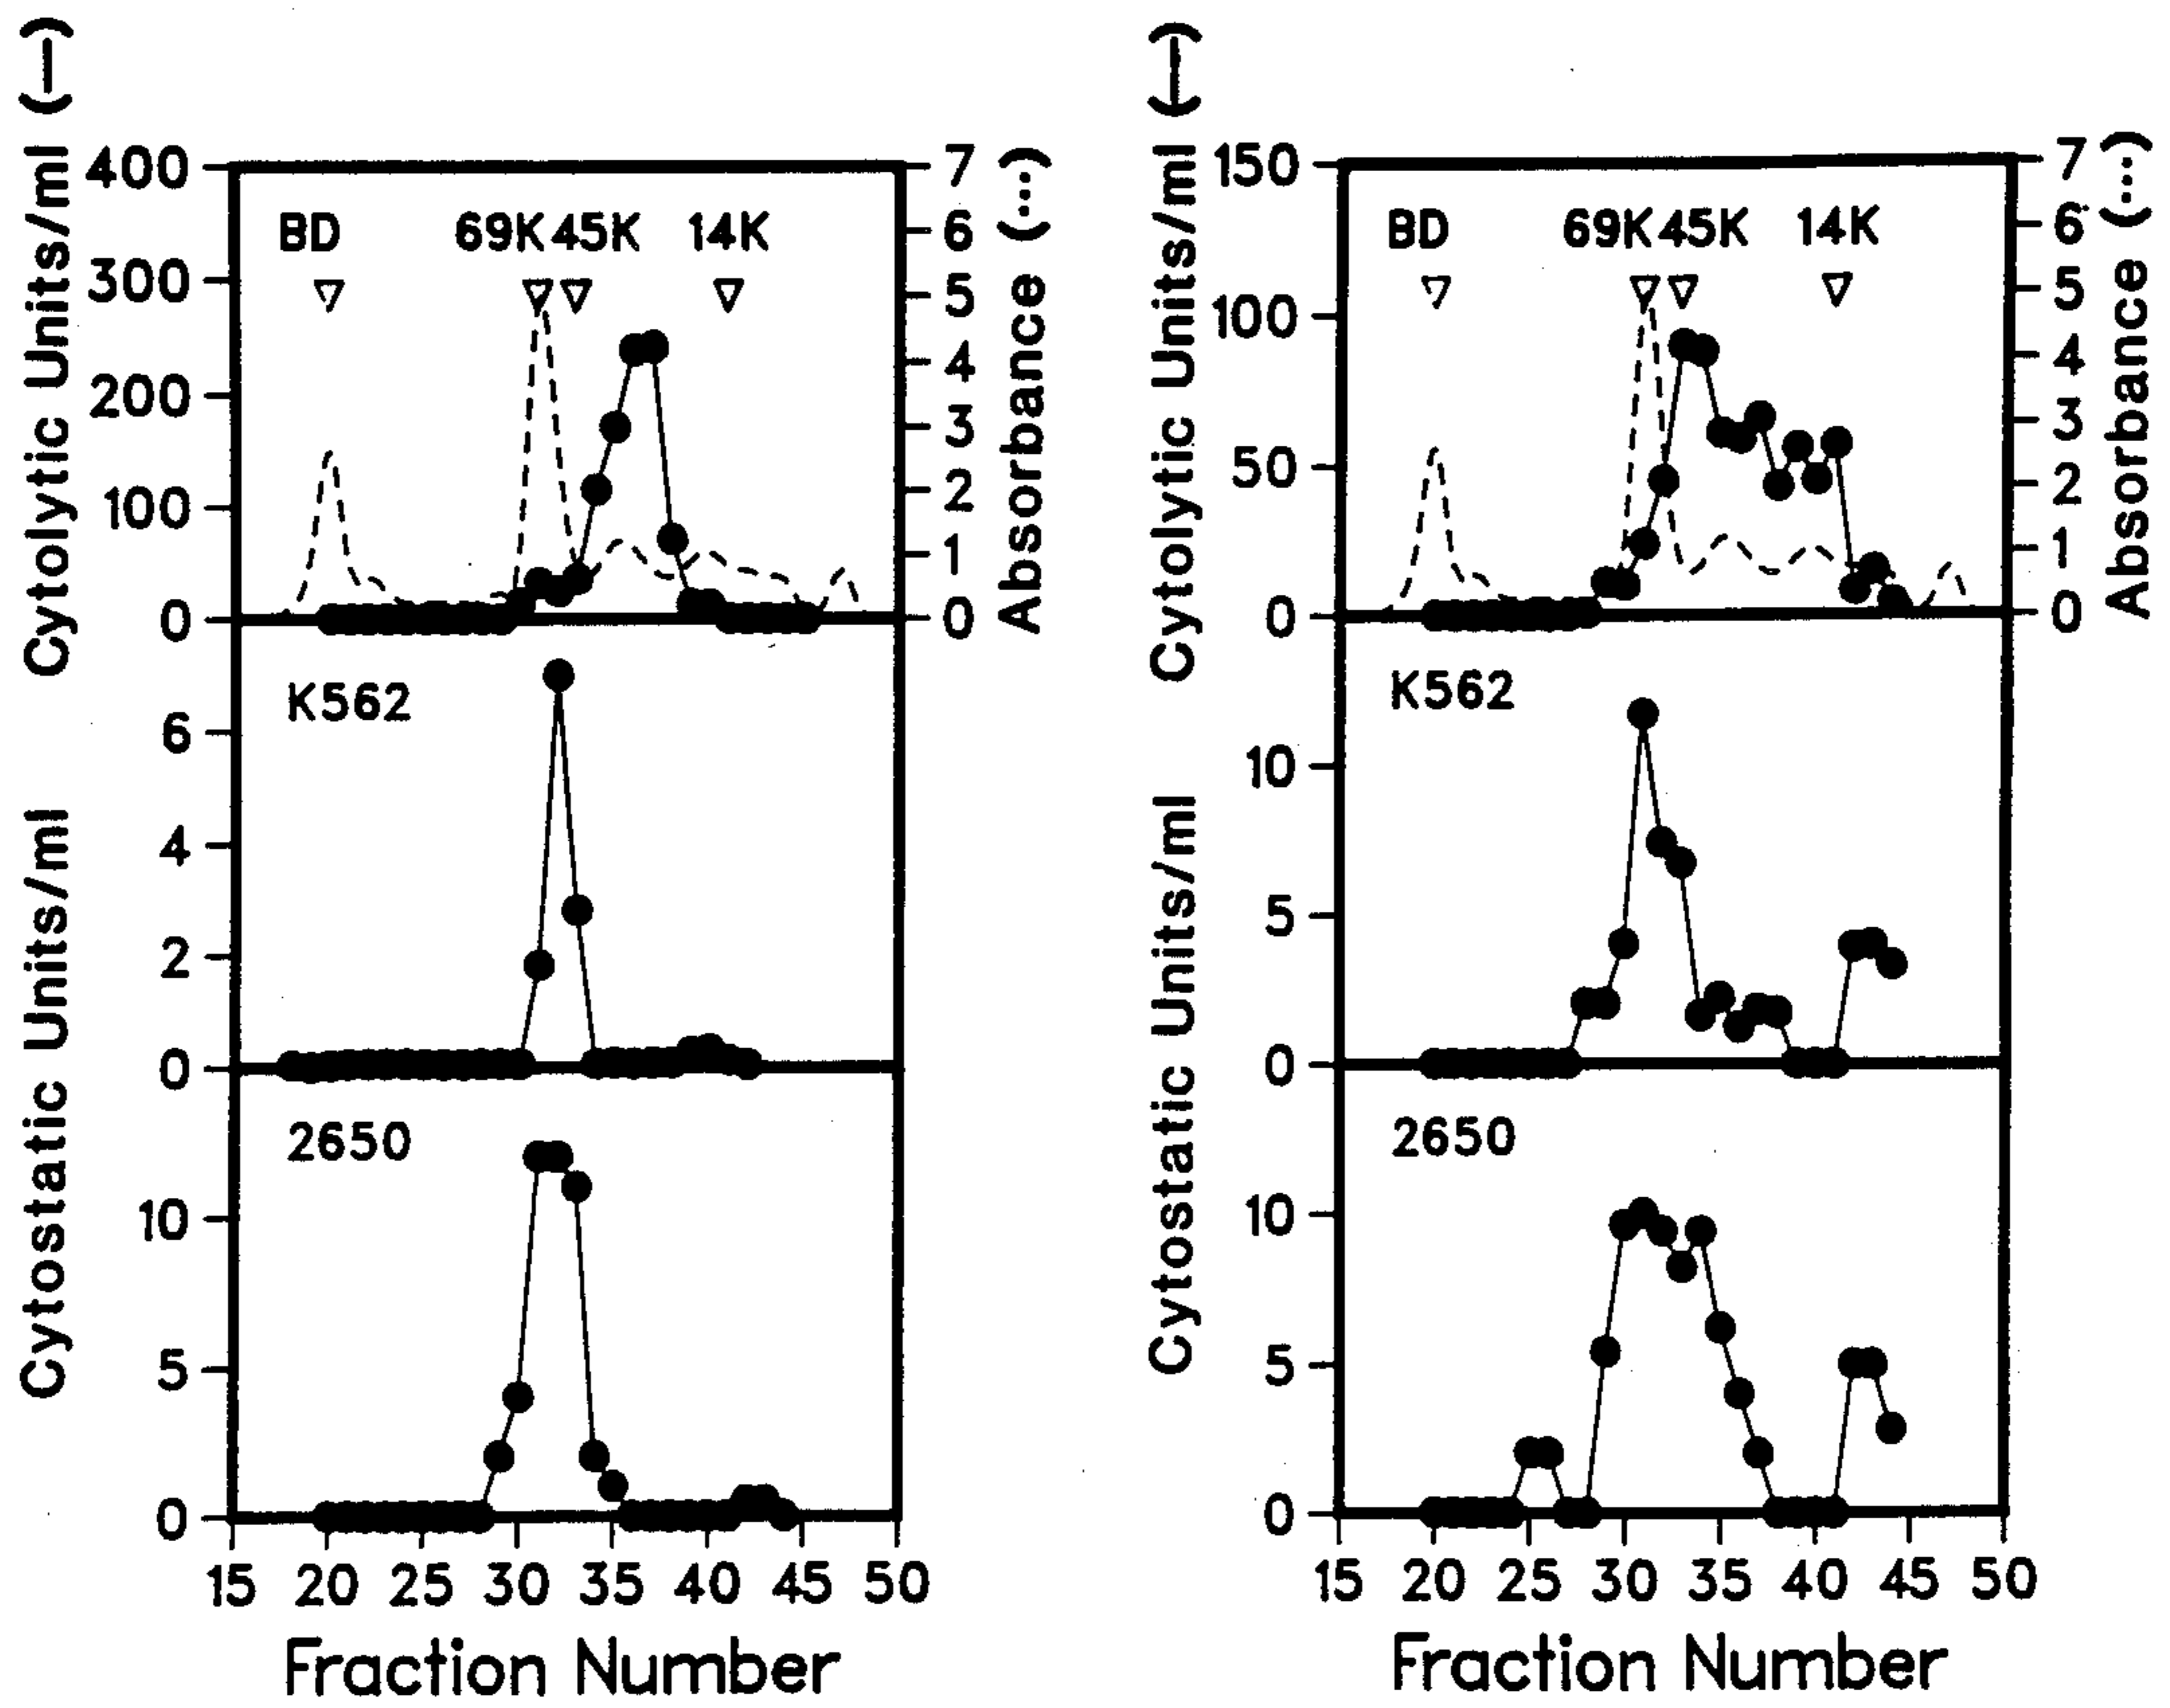 Cytolytic Units/ml (—)
400
300
200
100
0
BD 69K 45K 14K
7
6
5
4
3
2
1
0
Absorbance (...)
Cytostatic Units/ml
K562
6
4
2
0
2650
10
5
0
15 20 25 30 35 40 45 50
Fraction Number
Cytolytic Units/ml (—)
150
100
50
0
BD 69K 45K 14K
7
6
5
4
3
2
1
0
Absorbance (...)
Cytostatic Units/ml
K562
10
5
0
2650
10
5
0
15 20 25 30 35 40 45 50
Fraction Number